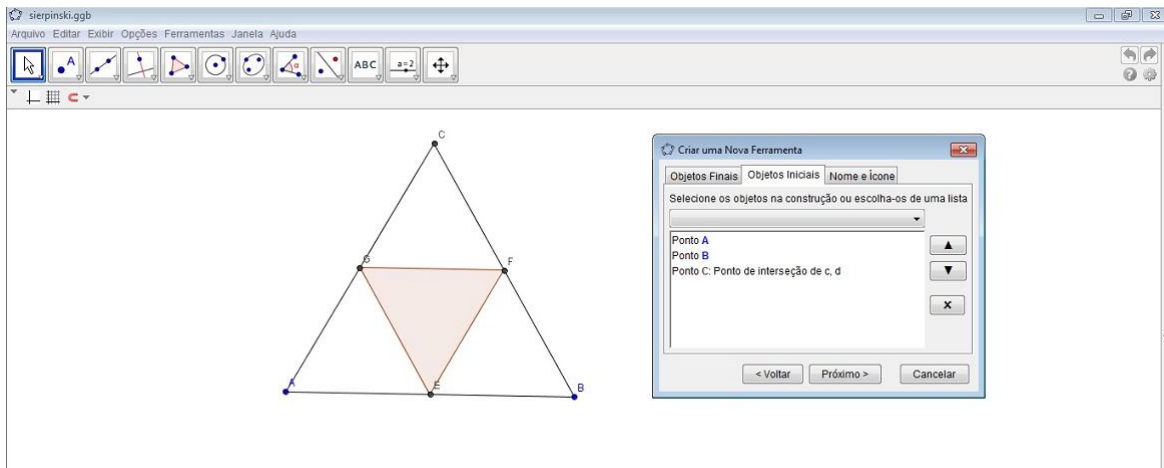 sierpinski.ggb
Arquivo Editar Exibir Opções Ferramentas Janela Ajuda
A
ABC
a=2
C
G
F
A
E
B
Criar uma Nova Ferramenta
Objetos Finais Objetos Iniciais Nome e Ícone
Selecione os objetos na construção ou escolha-os de uma lista
Ponto A
Ponto B
Ponto C: Ponto de interseção de c, d
< Voltar Próximo > Cancelar